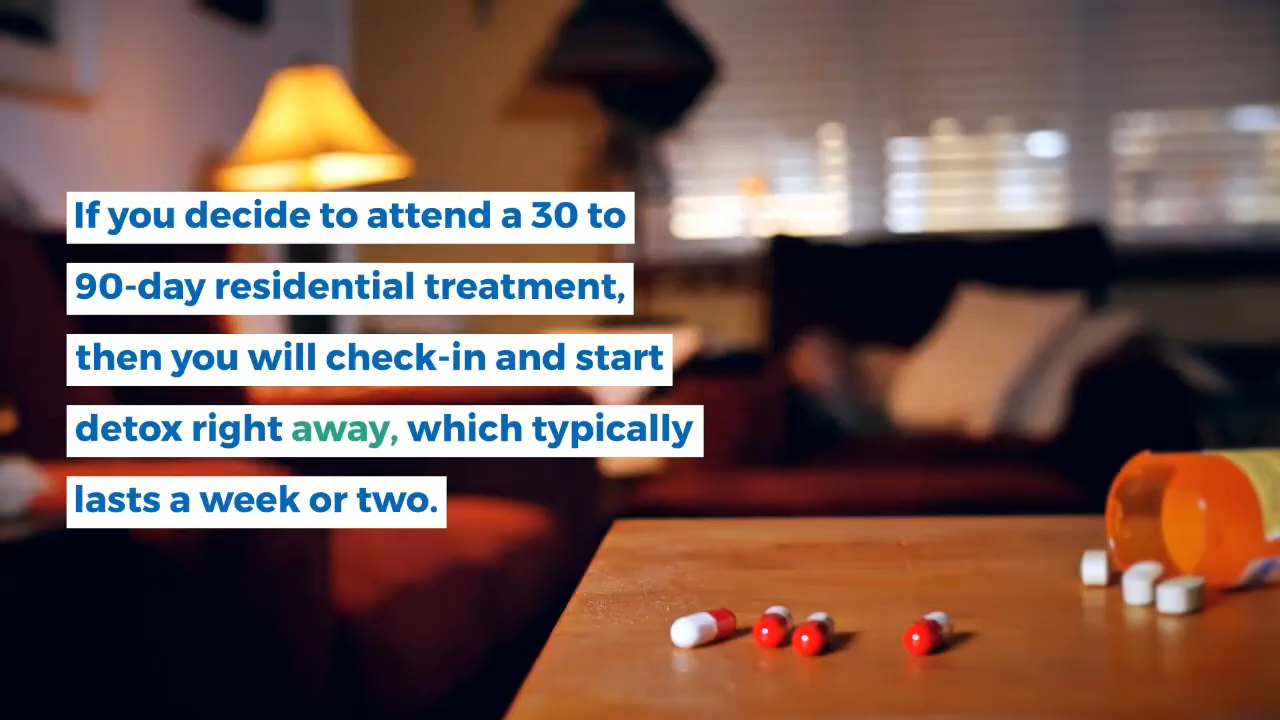 If you decide to attend a 30 to
90-day residential treatment,
then you will check-in and start
detox right away, which typically
lasts a week or two.